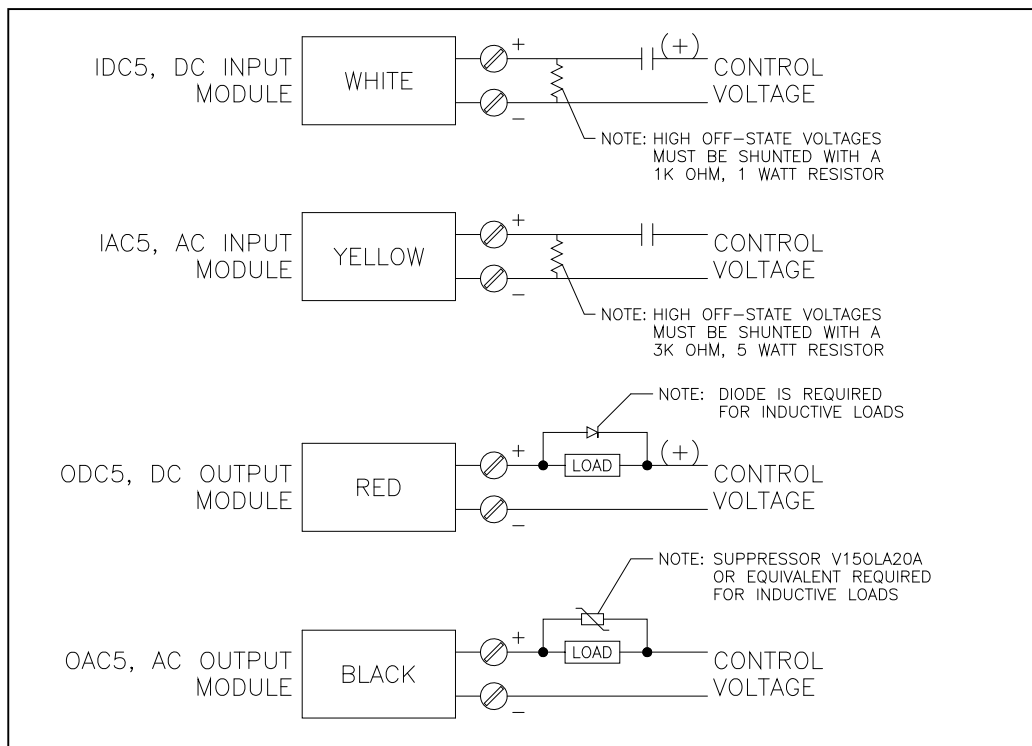 IDC5, DC INPUT
MODULE
WHITE
+
–
(+)
CONTROL
VOLTAGE
NOTE: HIGH OFF–STATE VOLTAGES
MUST BE SHUNTED WITH A
1K OHM, 1 WATT RESISTOR
IAC5, AC INPUT
MODULE
YELLOW
+
–
CONTROL
VOLTAGE
NOTE: HIGH OFF–STATE VOLTAGES
MUST BE SHUNTED WITH A
3K OHM, 5 WATT RESISTOR
NOTE: DIODE IS REQUIRED
FOR INDUCTIVE LOADS
ODC5, DC OUTPUT
MODULE
RED
+
–
LOAD
(+)
CONTROL
VOLTAGE
NOTE: SUPPRESSOR V150LA20A
OR EQUIVALENT REQUIRED
FOR INDUCTIVE LOADS
OAC5, AC OUTPUT
MODULE
BLACK
+
–
LOAD
CONTROL
VOLTAGE